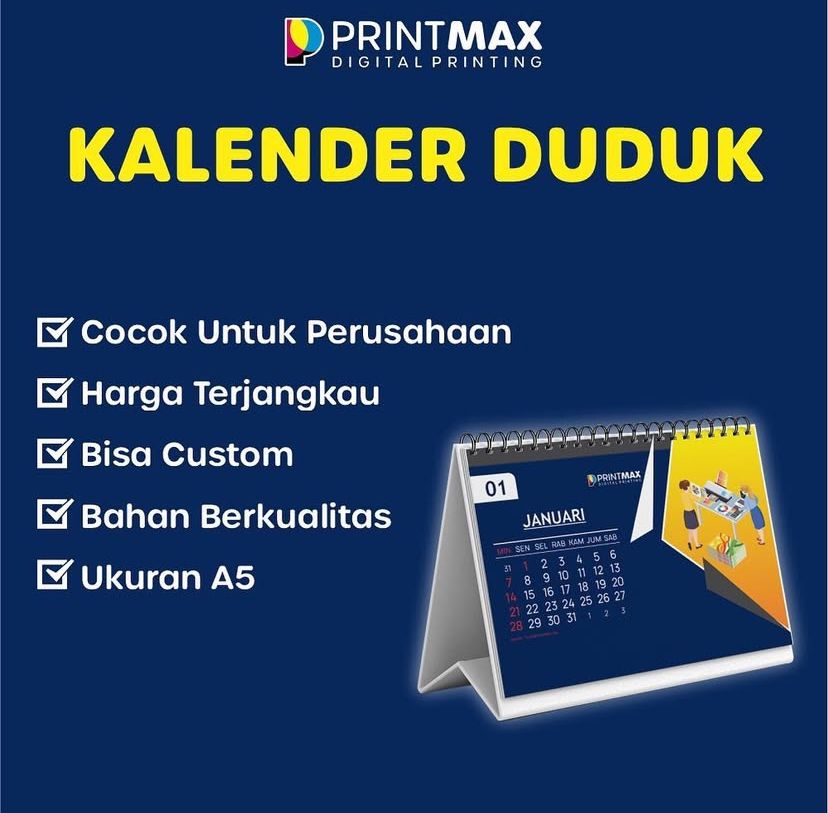 PRINTMAX
DIGITAL PRINTING
KALENDER DUDUK
Cocok Untuk Perusahaan
Harga Terjangkau
Bisa Custom
Bahan Berkualitas
Ukuran A5
PRINTMAX
DIGITAL PRINTING
01
JANUARI
MIN SEN SEL RAB KAM JUM SAB
31 1 2 3 4 5 6
7 8 9 10 11 12 13
14 15 16 17 18 19 20
21 22 23 24 25 26 27
28 29 30 31 1 2 3